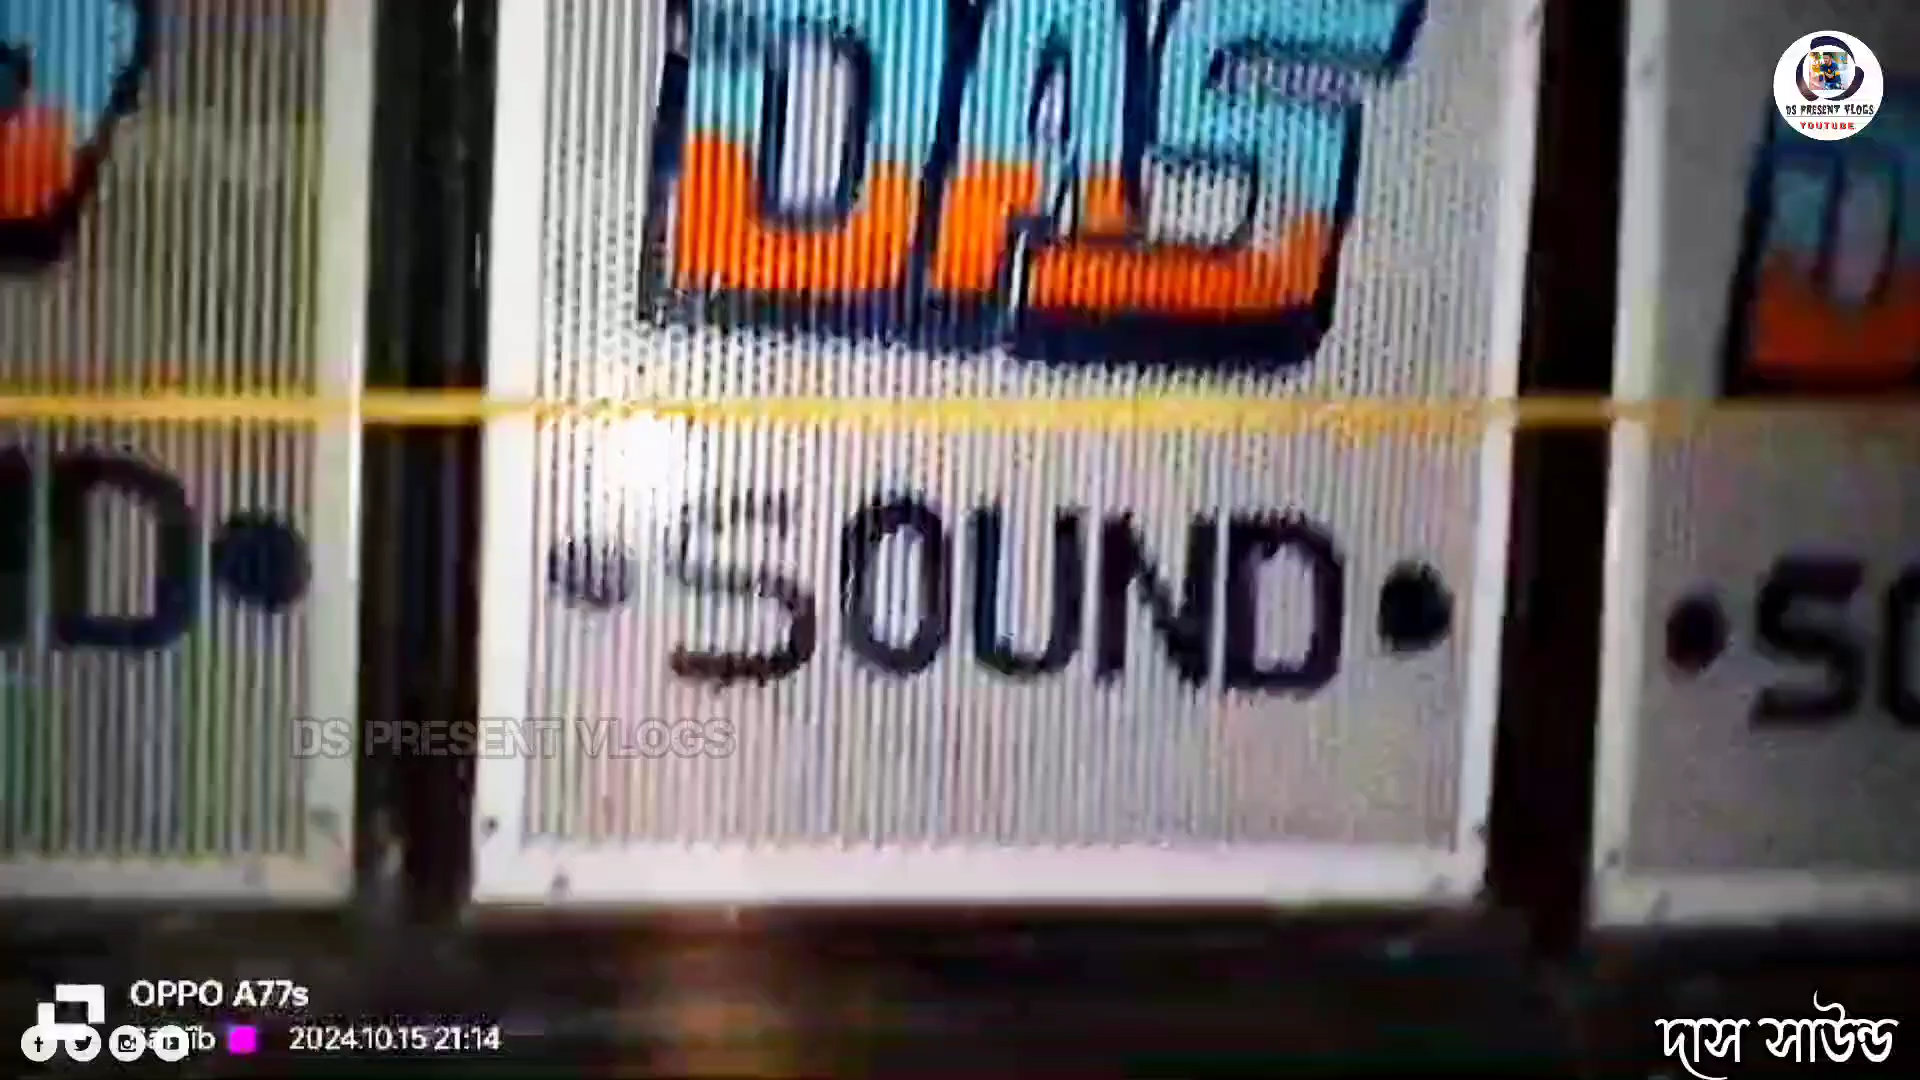 DAS
• SOUND •
D •
• SO
DS PRESENT VLOGS
YOUTUBE
DS PRESENT VLOGS
OPPO A77s
2024.10.15 21:14
দাস সাউন্ড